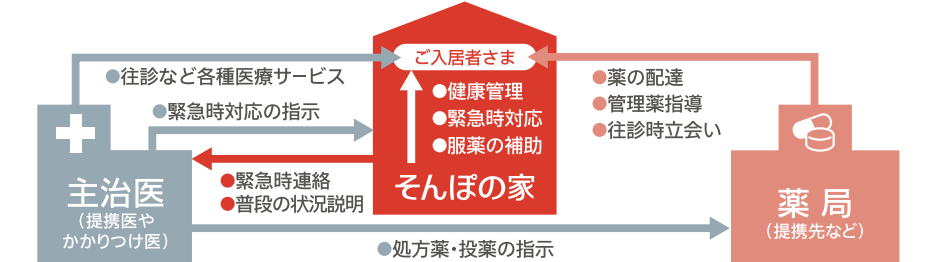 ご入居者さま
●往診など各種医療サービス
●緊急時対応の指示
●健康管理
●緊急時対応
●服薬の補助
そんぽの家
●薬の配達
●管理薬指導
●往診時立会い
主治医
（提携医や
かかりつけ医）
●緊急時連絡
●普段の状況説明
薬局
（提携先など）
●処方薬・投薬の指示